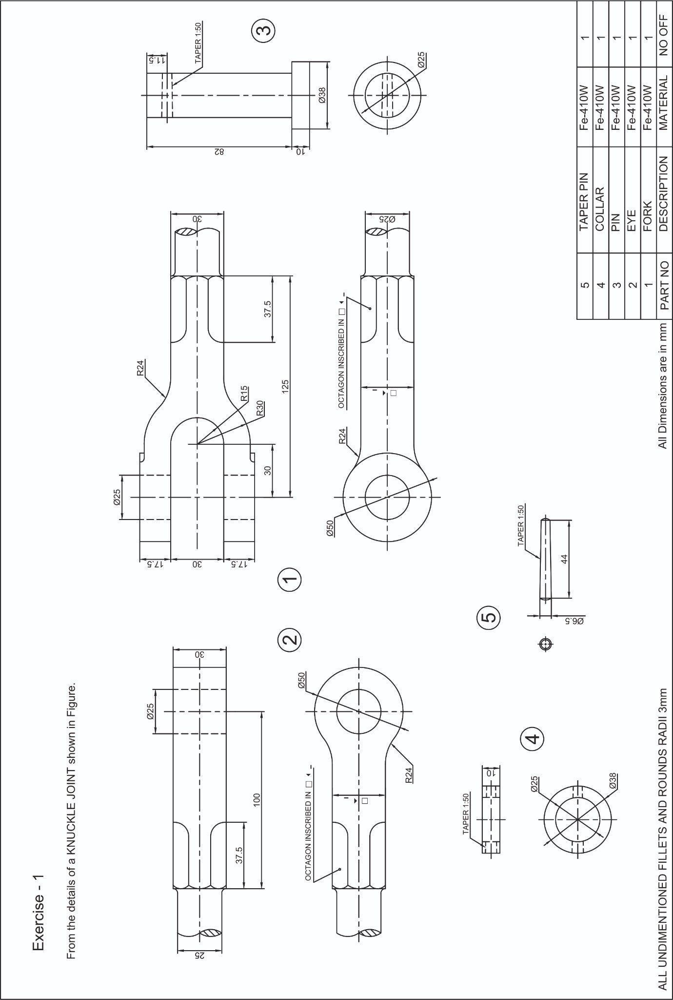 Exercise - 1
From the details of a KNUCKLE JOINT shown in Figure.
Ø25
30
100
37.5
25
2
Ø50
R24
OCTAGON INSCRIBED IN □
□
Ø25
17.5
30
17.5
R24
30
R15
R30
37.5
125
30
1
Ø50
R24
OCTAGON INSCRIBED IN □
□
Ø25
11.5
TAPER 1:50
82
10
Ø38
3
Ø25
TAPER 1:50
10
4
Ø25
Ø38
5
TAPER 1:50
44
Ø6.5
5 TAPER PIN Fe-410W 1
4 COLLAR Fe-410W 1
3 PIN Fe-410W 1
2 EYE Fe-410W 1
1 FORK Fe-410W 1
PART NO DESCRIPTION MATERIAL NO OFF
ALL UNDIMENTIONED FILLETS AND ROUNDS RADII 3mm
All Dimensions are in mm